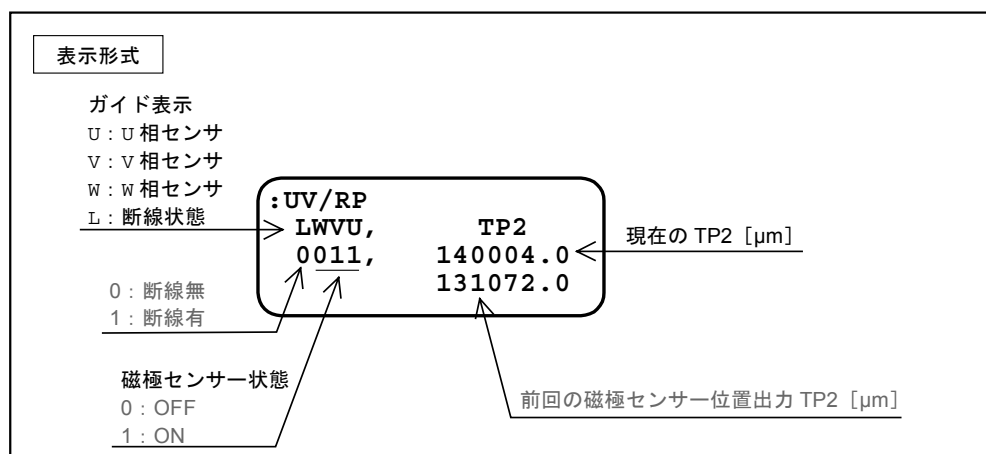 表示形式
ガイド表示
U：U 相センサ
V：V 相センサ
W：W 相センサ
L：断線状態
:UV/RP
LWVU, TP2
0011, 140004.0
131072.0
現在の TP2［µm］
0：断線無
1：断線有
磁極センサー状態
0：OFF
1：ON
前回の磁極センサー位置出力 TP2［µm］